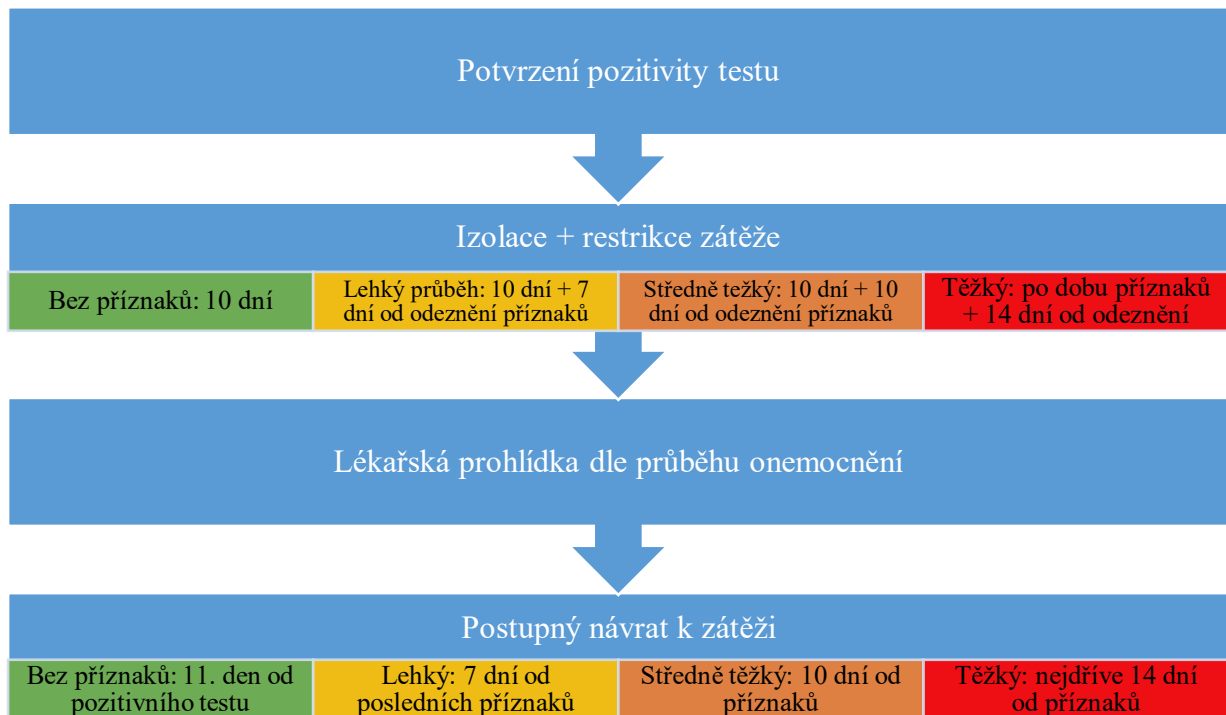 Potvrzení pozitivity testu
Izolace + restrikce zátěže
Bez příznaků: 10 dní
Lehký průběh: 10 dní + 7
dní od odeznění příznaků
Středně těžký: 10 dní + 10
dní od odeznění příznaků
Těžký: po dobu příznaků
+ 14 dní od odeznění
Lékařská prohlídka dle průběhu onemocnění
Postupný návrat k zátěži
Bez příznaků: 11. den od
pozitivního testu
Lehký: 7 dní od
posledních příznaků
Středně těžký: 10 dní od
příznaků
Těžký: nejdříve 14 dní
od příznaků